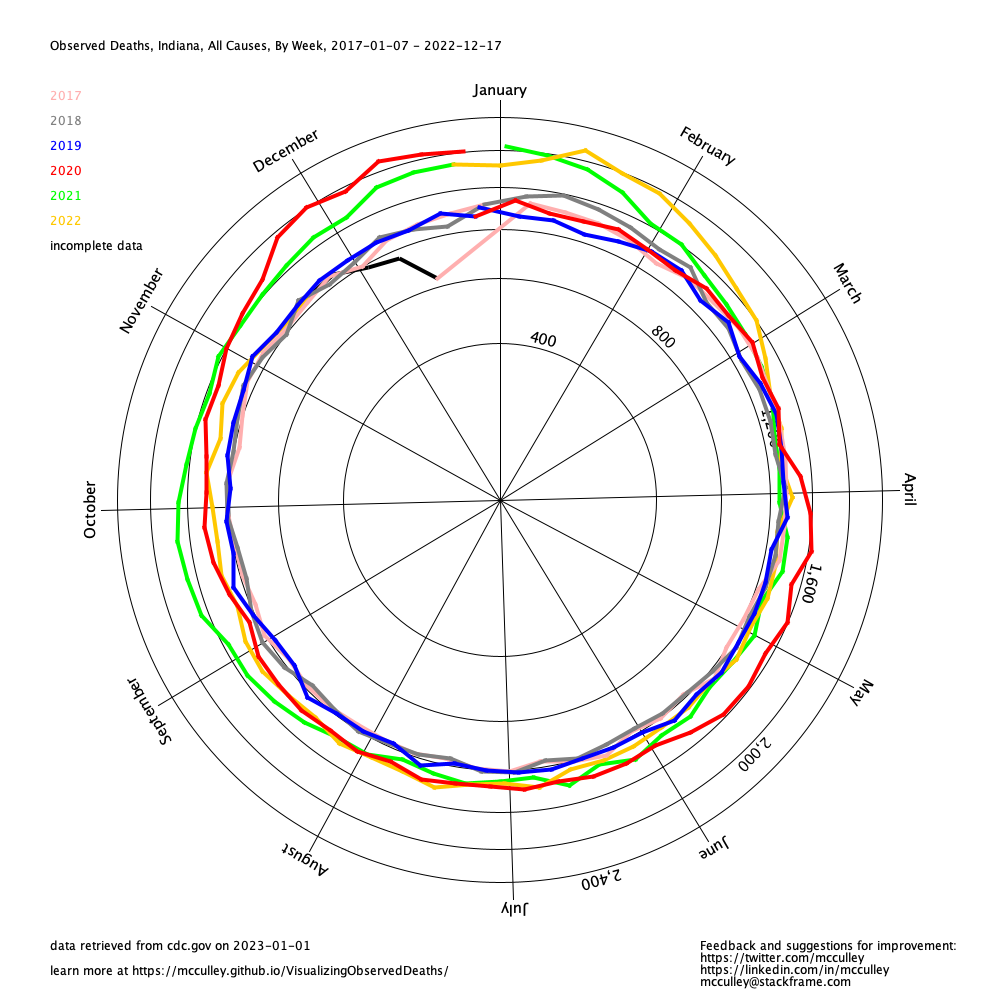 Observed Deaths, Indiana, All Causes, By Week, 2017-01-07 - 2022-12-17
2017
2018
2019
2020
2021
2022
incomplete data
January
February
March
April
May
June
July
August
September
October
November
December
400
800
1,200
1,600
2,000
2,400
data retrieved from cdc.gov on 2023-01-01
learn more at https://mcculley.github.io/VisualizingObservedDeaths/
Feedback and suggestions for improvement:
https://twitter.com/mcculley
https://linkedin.com/in/mcculley
mcculley@stackframe.com